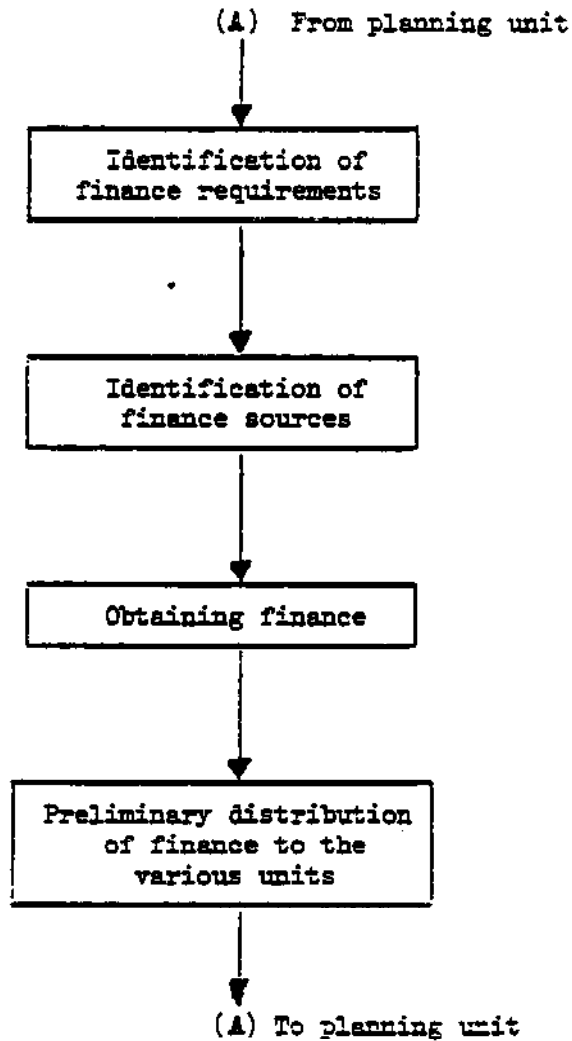 (A) From planning unit
Identification of
finance requirements
Identification of
finance sources
Obtaining finance
Preliminary distribution
of finance to the
various units
(A) To planning unit